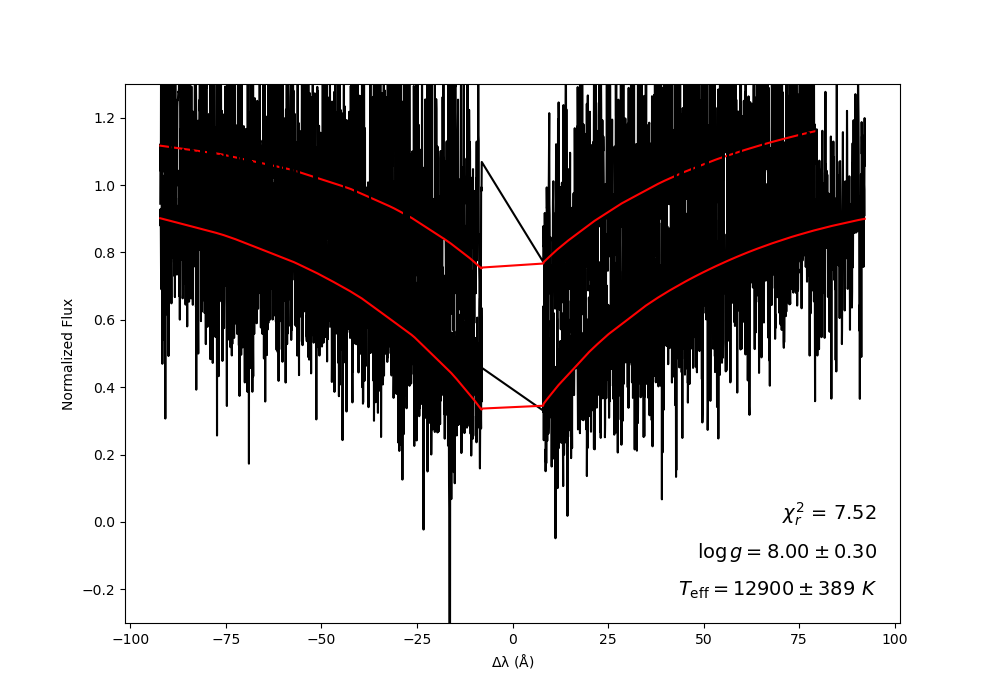 1.2
1.0
0.8
0.6
0.4
0.2
0.0
−0.2
Normalized Flux
χ²ᵣ = 7.52
log g = 8.00 ± 0.30
T_eff = 12900 ± 389 K
−100 −75 −50 −25 0 25 50 75 100
Δλ (Å)